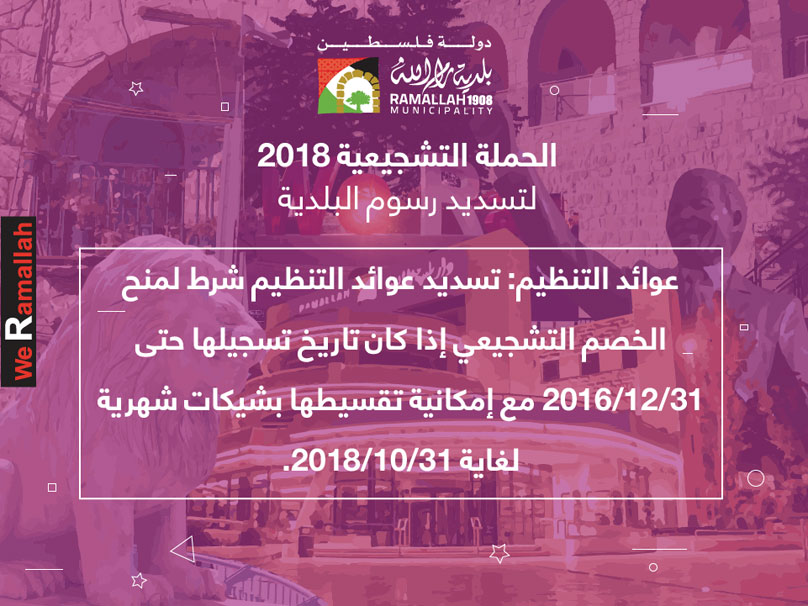 دولة فلسطين
بلدية رام الله
RAMALLAH 1908
MUNICIPALITY
الحملة التشجيعية 2018
لتسديد رسوم البلدية
We Ramallah
عوائد التنظيم: تسديد عوائد التنظيم شرط لمنح
الخصم التشجيعي إذا كان تاريخ تسجيلها حتى
2016/12/31 مع إمكانية تقسيطها بشيكات شهرية
لغاية 2018/10/31.
RAMALLAH